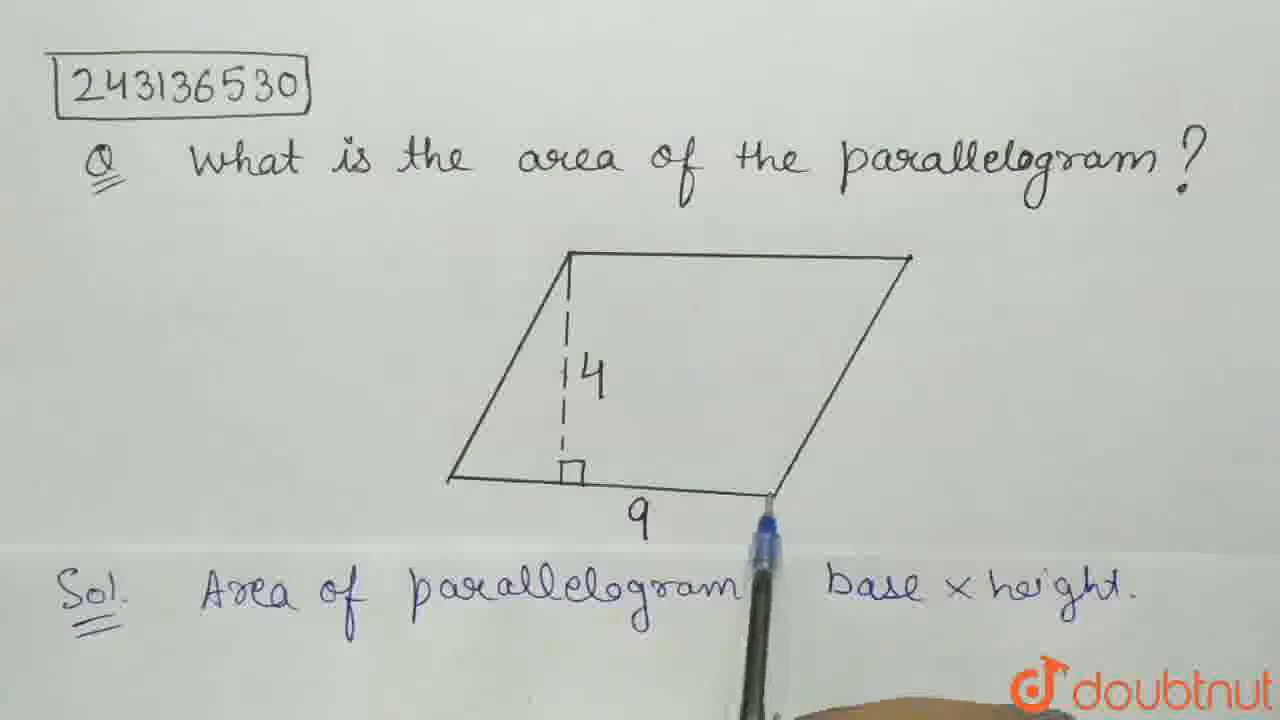 243136530
Q What is the area of the parallelogram?
4
9
Sol. Area of parallelogram base × height.
doubtnut